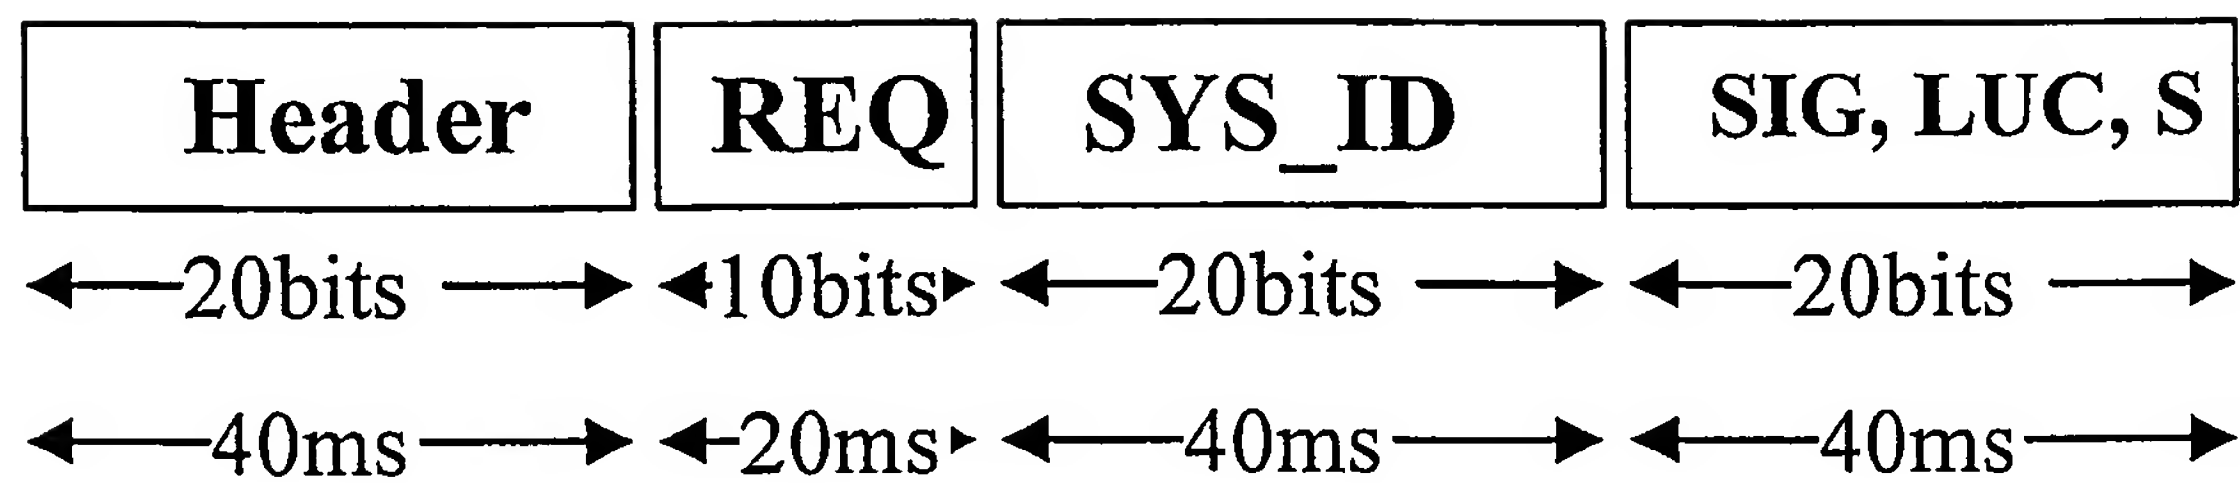 Header REQ SYS_ID SIG, LUC, S
20bits 10bits 20bits 20bits
40ms 20ms 40ms 40ms